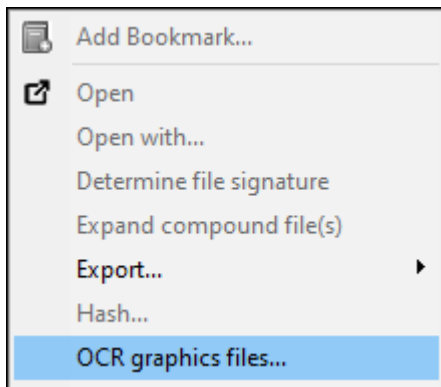 Add Bookmark...
Open
Open with...
Determine file signature
Expand compound file(s)
Export...
Hash...
OCR graphics files...